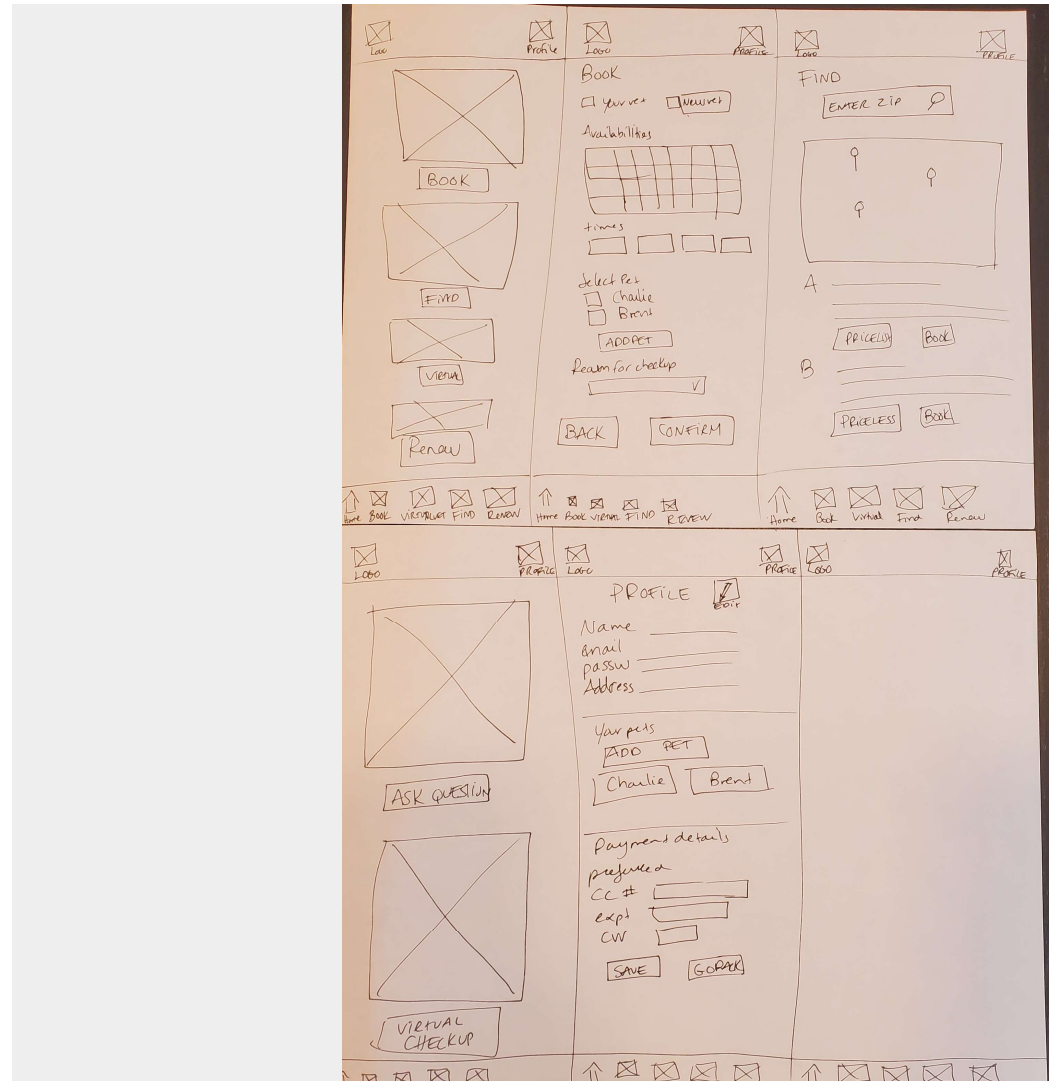 Logo
Profile
BOOK
FIND
VIRTUAL
Renew
Home Book VIRTUAL VET FIND RENEW
LOGO
PROFILE
Book
Your vet
New vet
Availabilities
times
Select Pet
Charlie
Brent
ADD PET
Reason for checkup
BACK
CONFIRM
Home Book VIRTUAL FIND RENEW
LOGO
PROFILE
FIND
ENTER ZIP
A
PRICELIST
Book
B
PRICELESS
Book
Home Book Virtual Find Renew
LOGO
PROFILE
ASK QUESTION
VIRTUAL
CHECKUP
LOGO
PROFILE
PROFILE
EDIT
Name
Email
passw
Address
Your pets
ADD PET
Charlie
Brent
Payment details
preferred
CC #
expt
CVV
SAVE
GO BACK
LOGO
PROFILE